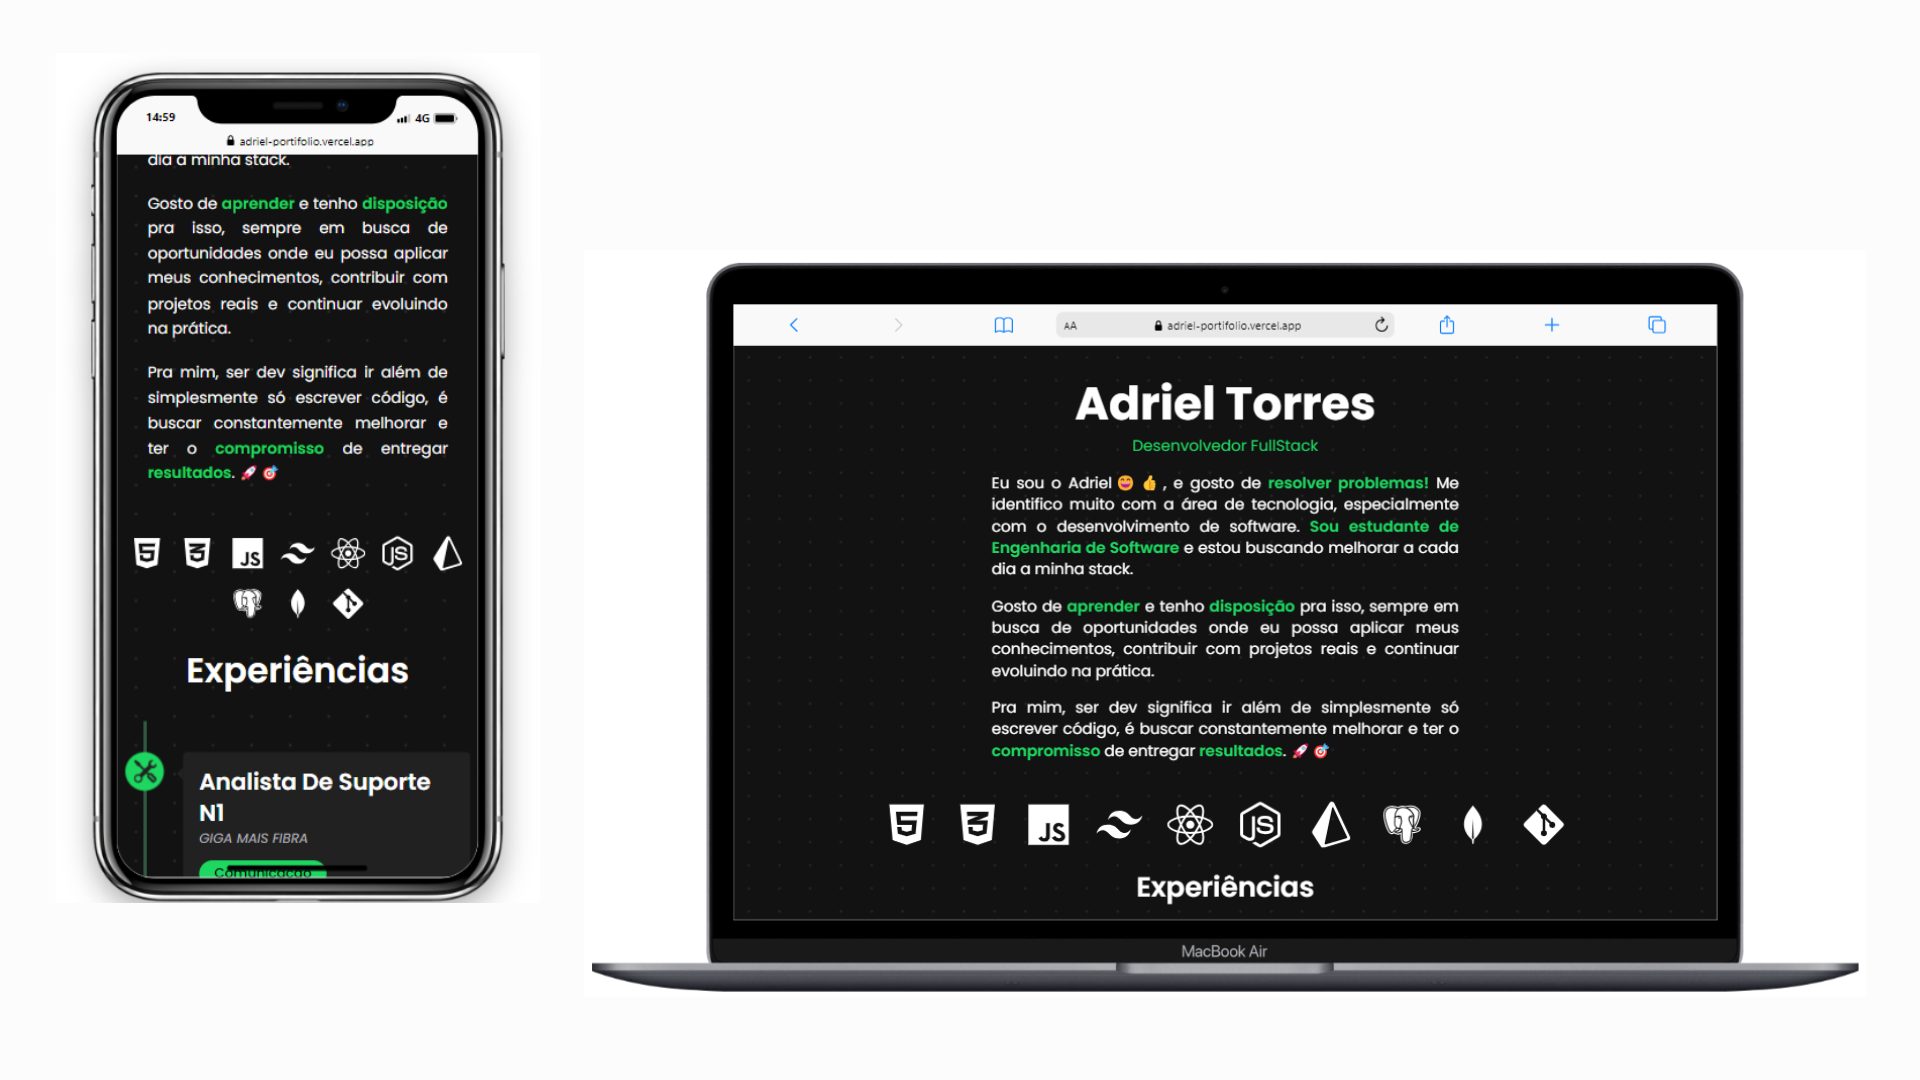 14:59
4G
adriel-portifolio.vercel.app
dia a minha stack.
Gosto de aprender e tenho disposição
pra isso, sempre em busca de
oportunidades onde eu possa aplicar
meus conhecimentos, contribuir com
projetos reais e continuar evoluindo
na prática.
Pra mim, ser dev significa ir além de
simplesmente só escrever código, é
buscar constantemente melhorar e
ter o compromisso de entregar
resultados. 🚀 🎯
5
3
JS
JS
Experiências
Analista De Suporte
N1
GIGA MAIS FIBRA
Comunicação
AA
adriel-portifolio.vercel.app
Adriel Torres
Desenvolvedor FullStack
Eu sou o Adriel 😄 👍 , e gosto de resolver problemas! Me
identifico muito com a área de tecnologia, especialmente
com o desenvolvimento de software. Sou estudante de
Engenharia de Software e estou buscando melhorar a cada
dia a minha stack.
Gosto de aprender e tenho disposição pra isso, sempre em
busca de oportunidades onde eu possa aplicar meus
conhecimentos, contribuir com projetos reais e continuar
evoluindo na prática.
Pra mim, ser dev significa ir além de simplesmente só
escrever código, é buscar constantemente melhorar e ter o
compromisso de entregar resultados. 🚀 🎯
5
3
JS
JS
Experiências
MacBook Air